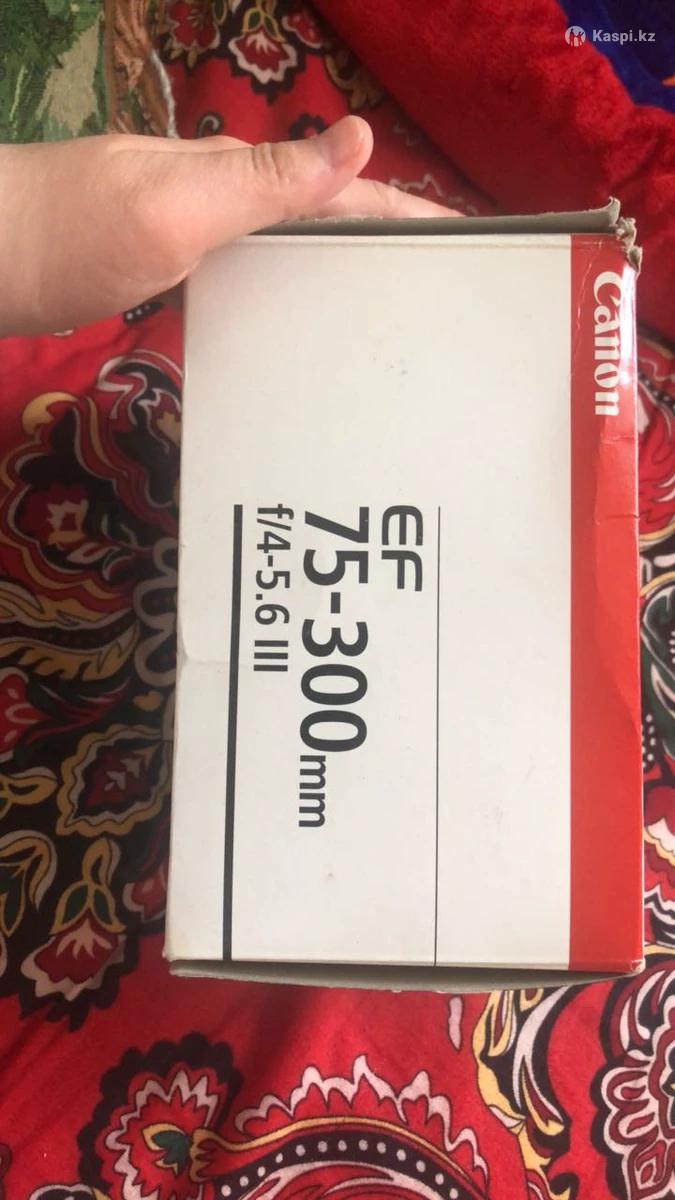 Kaspi.kz
Canon
EF
75-300mm
f/4-5.6 III